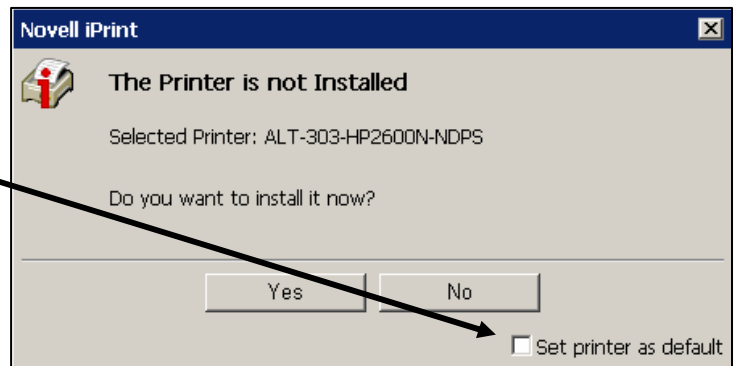 Novell iPrint
The Printer is not Installed
Selected Printer: ALT-303-HP2600N-NDPS
Do you want to install it now?
Yes No
Set printer as default